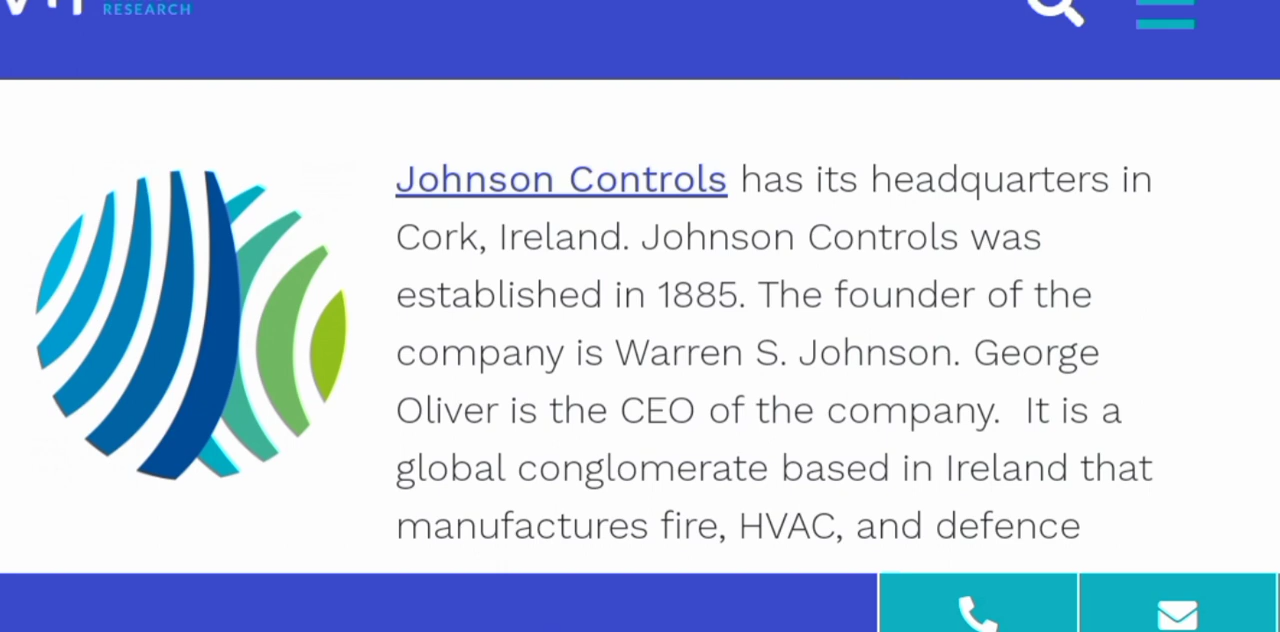 RESEARCH
Johnson Controls has its headquarters in
Cork, Ireland. Johnson Controls was
established in 1885. The founder of the
company is Warren S. Johnson. George
Oliver is the CEO of the company. It is a
global conglomerate based in Ireland that
manufactures fire, HVAC, and defence